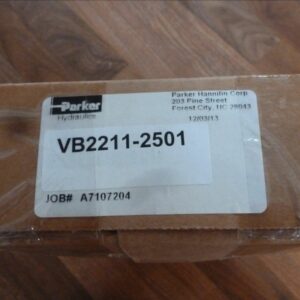 Parker
Hydraulics
Parker Hannifin Corp
203 Pine Street
Forest City, NC 28043
12/03/13
VB2211-2501
JOB# A7107204